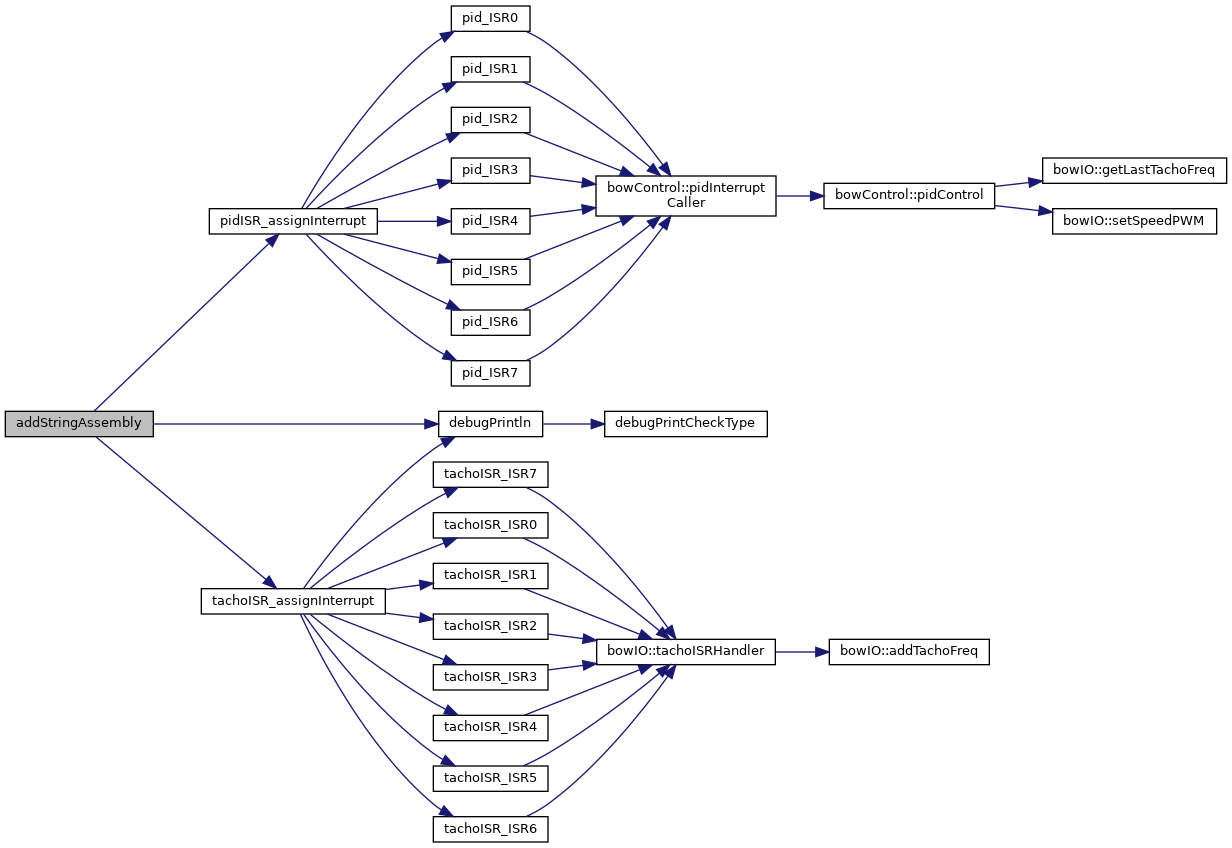 pid_ISR0
pid_ISR1
pid_ISR2
pid_ISR3
pid_ISR4
pid_ISR5
pid_ISR6
pid_ISR7
pidISR_assignInterrupt
bowControl::pidInterrupt
Caller
bowControl::pidControl
bowIO::getLastTachoFreq
bowIO::setSpeedPWM
addStringAssembly
debugPrintln
debugPrintCheckType
tachoISR_assignInterrupt
tachoISR_ISR7
tachoISR_ISR0
tachoISR_ISR1
tachoISR_ISR2
tachoISR_ISR3
tachoISR_ISR4
tachoISR_ISR5
tachoISR_ISR6
bowIO::tachoISRHandler
bowIO::addTachoFreq